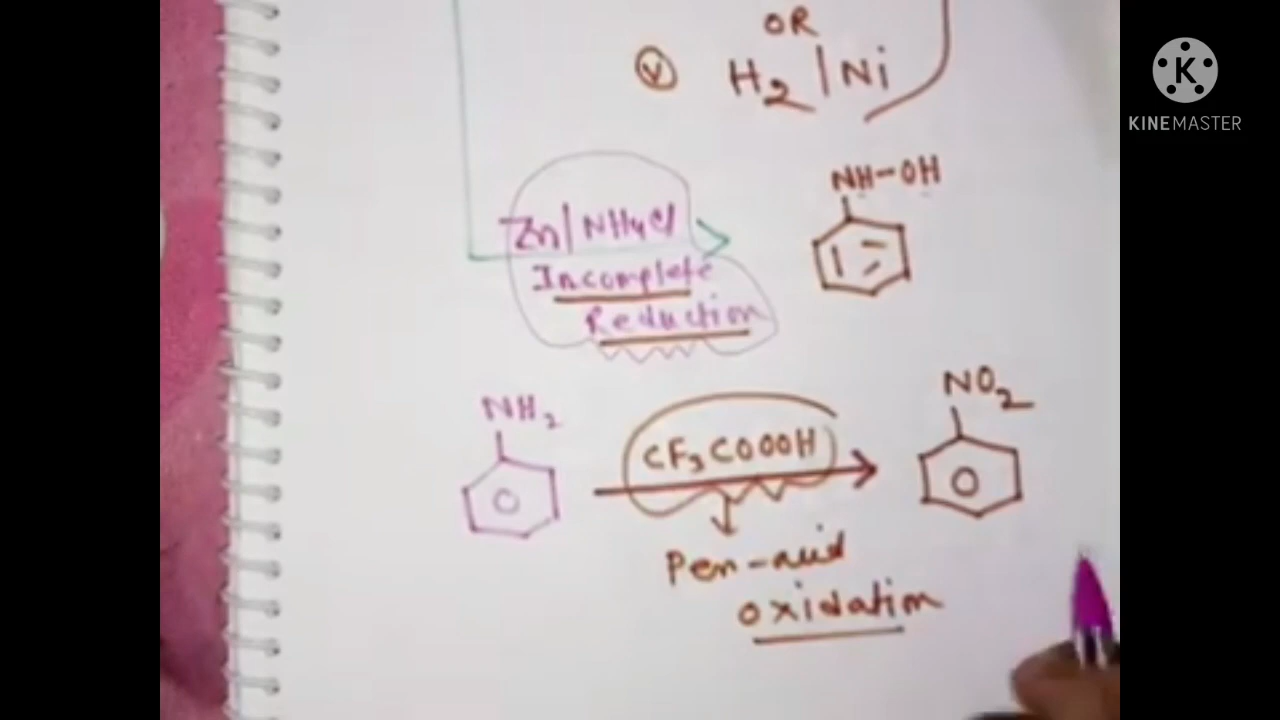 OR
(v) H2 | Ni
NH-OH
Zn | NH4Cl
Incomplete
Reduction
NH2
CF3COOOH
NO2
Per-acid
oxidation
K
KINEMASTER